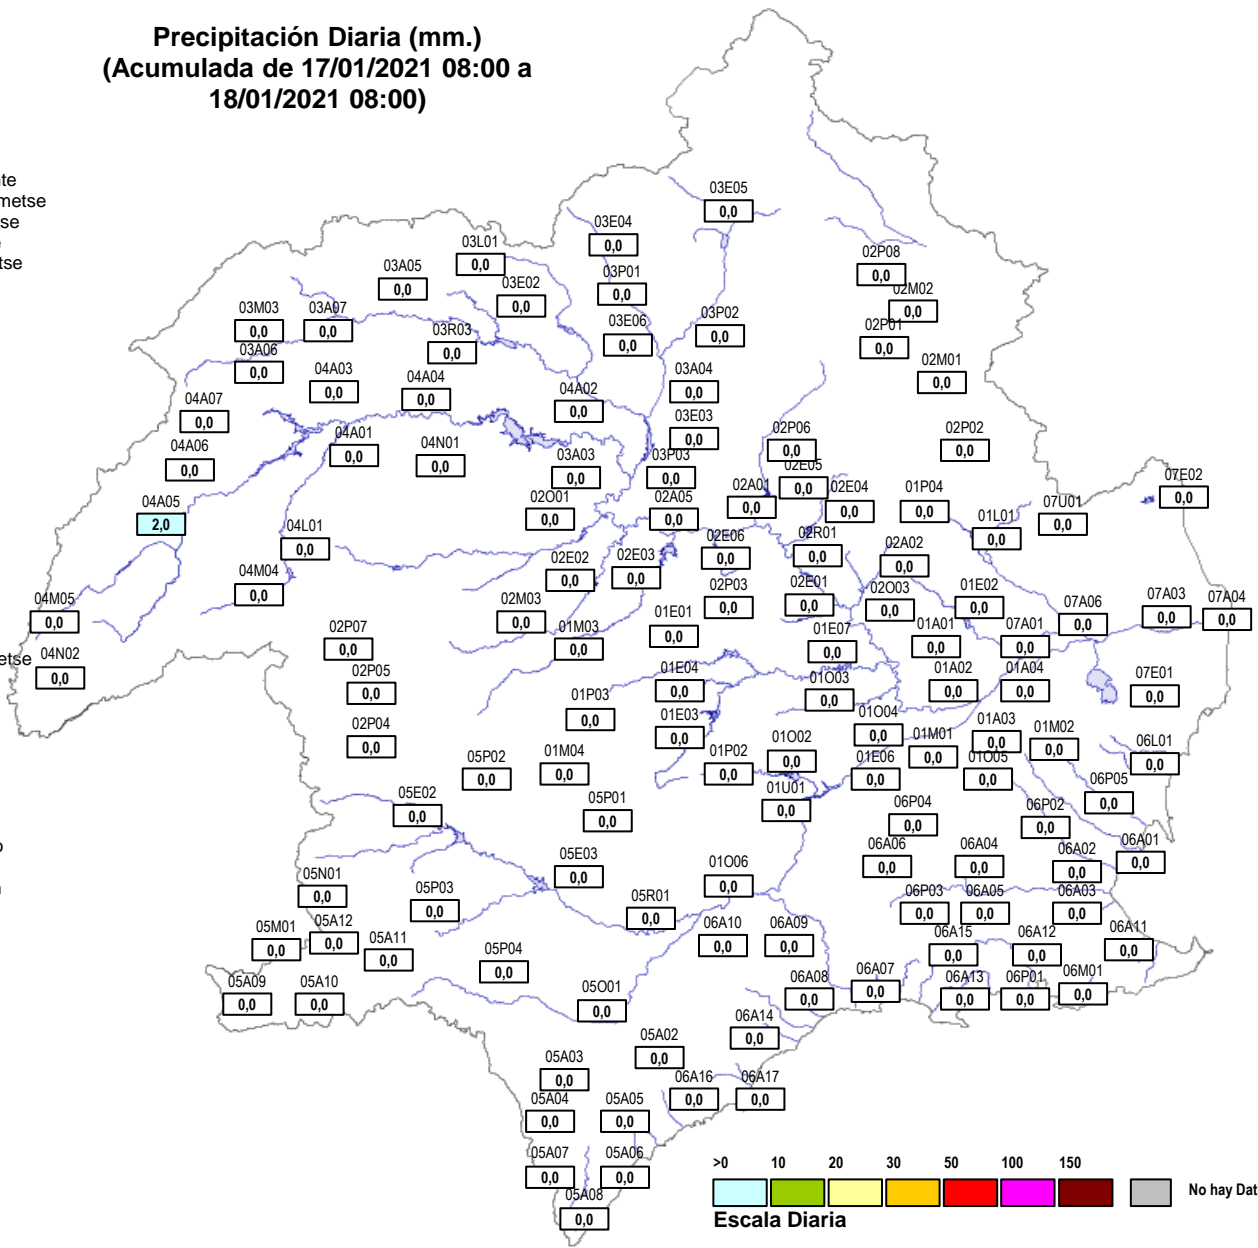 Precipitación Diaria (mm.)
(Acumulada de 17/01/2021 08:00 a
18/01/2021 08:00)
te
metse
se
tse
etse
03E05
0,0
03E04
0,0
03L01
0,0
02P08
0,0
03A05
0,0
03P01
0,0
03E02
0,0
02M02
0,0
03M03
0,0
03A07
0,0
03P02
0,0
03E06
0,0
03R03
0,0
02P01
0,0
03A06
0,0
02M01
0,0
04A03
0,0
04A04
0,0
03A04
0,0
04A02
0,0
04A07
0,0
03E03
0,0
02P06
0,0
02P02
0,0
04A01
0,0
04N01
0,0
04A06
0,0
03A03
0,0
03P03
0,0
02E05
0,0
07E02
0,0
02A01
0,0
02E04
0,0
01P04
0,0
04A05
2,0
02O01
0,0
02A05
0,0
07U01
0,0
01L01
0,0
04L01
0,0
02E06
0,0
02R01
0,0
02A02
0,0
02E02
0,0
02E03
0,0
04M04
0,0
02P03
0,0
02E01
0,0
02O03
0,0
01E02
0,0
04M05
0,0
02M03
0,0
07A06
0,0
07A03
0,0
07A04
0,0
01E01
0,0
02P07
0,0
01M03
0,0
01E07
0,0
01A01
0,0
07A01
0,0
04N02
0,0
02P05
0,0
01E04
0,0
01O03
0,0
01A02
0,0
01A04
0,0
07E01
0,0
01P03
0,0
02P04
0,0
01E03
0,0
01O04
0,0
01A03
0,0
01M02
0,0
05P02
0,0
01M04
0,0
01P02
0,0
01O02
0,0
01M01
0,0
01E06
0,0
01O05
0,0
06L01
0,0
05E02
0,0
05P01
0,0
01U01
0,0
06P04
0,0
06P02
0,0
06P05
0,0
05E03
0,0
01O06
0,0
06A06
0,0
06A04
0,0
06A02
0,0
06A01
0,0
05N01
0,0
05P03
0,0
05R01
0,0
06P03
0,0
06A05
0,0
06A03
0,0
05M01
0,0
05A12
0,0
05A11
0,0
06A10
0,0
06A09
0,0
06A15
0,0
06A12
0,0
06A11
0,0
05P04
0,0
05A09
0,0
05A10
0,0
05O01
0,0
06A08
0,0
06A07
0,0
06A13
0,0
06P01
0,0
06M01
0,0
06A14
0,0
05A02
0,0
05A03
0,0
06A16
0,0
06A17
0,0
05A04
0,0
05A05
0,0
05A07
0,0
05A06
0,0
05A08
0,0
>0 10 20 30 50 100 150
No hay Dat
Escala Diaria